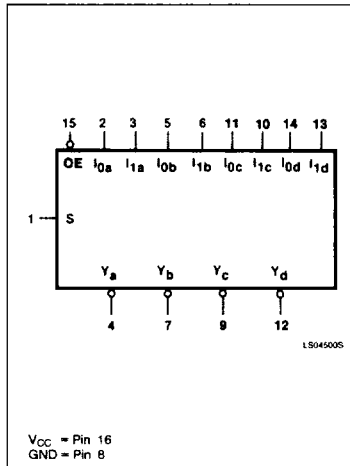 15 2 3 5 6 11 10 14 13
OE I0a I1a I0b I1b I0c I1c I0d I1d
1 S
Ya Yb Yc Yd
4 7 9 12
LS04500S
VCC = Pin 16
GND = Pin 8